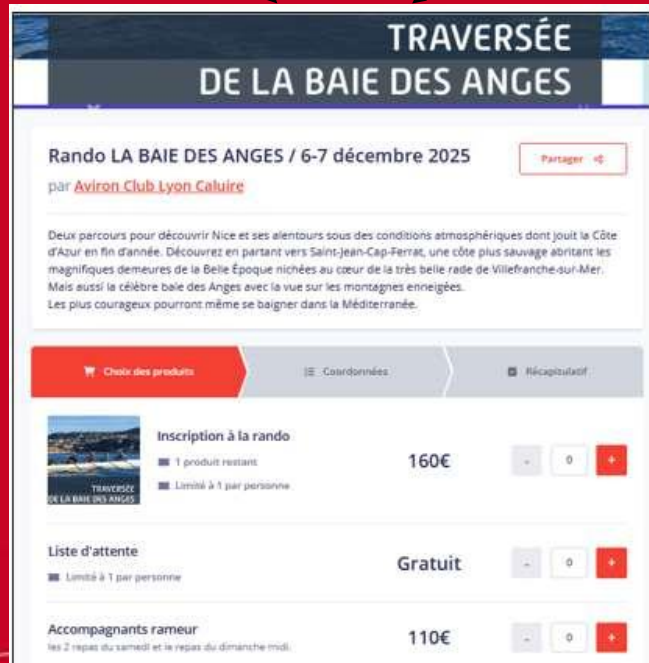 TRAVERSÉE
DE LA BAIE DES ANGES
Rando LA BAIE DES ANGES / 6-7 décembre 2025
Partager
par Aviron Club Lyon Caluire
Deux parcours pour découvrir Nice et ses alentours sous des conditions atmosphériques dont jouit la Côte
d'Azur en fin d'année. Découvrez en partant vers Saint-Jean-Cap-Ferrat, une côte plus sauvage abritant les
magnifiques demeures de la Belle Époque nichées au cœur de la très belle rade de Villefranche-sur-Mer.
Mais aussi la célèbre baie des Anges avec la vue sur les montagnes enneigées.
Les plus courageux pourront même se baigner dans la Méditerranée.
Choix des produits
Coordonnées
Récapitulatif
TRAVERSÉE
DE LA BAIE DES ANGES
Inscription à la rando
1 produit restant
Limité à 1 par personne
160€
- 0 +
Liste d'attente
Limité à 1 par personne
Gratuit
- 0 +
Accompagnants rameur
les 2 repas du samedi et le repas du dimanche midi.
110€
- 0 +